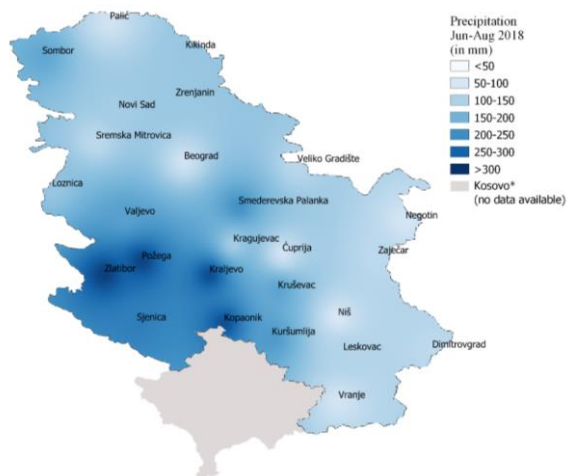 Palić
Precipitation
Jun-Aug 2018
(in mm)
<50
50-100
100-150
150-200
200-250
250-300
>300
Kosovo*
(no data available)
Sombor
Kikinda
Zrenjanin
Novi Sad
Sremska Mitrovica
Beograd
Veliko Gradište
Loznica
Smederevska Palanka
Valjevo
Negotin
Kragujevac
Ćuprija
Zaječar
Požega
Zlatibor
Kraljevo
Kruševac
Niš
Sjenica
Kopaonik
Kuršumlija
Leskovac
Dimitrovgrad
Vranje